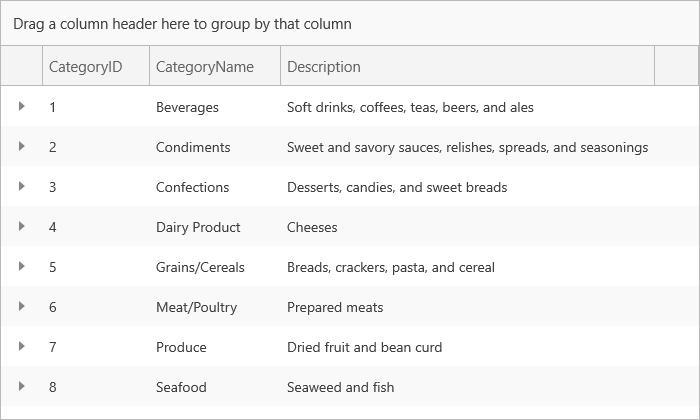 Drag a column header here to group by that column
CategoryID CategoryName Description
1 Beverages Soft drinks, coffees, teas, beers, and ales
2 Condiments Sweet and savory sauces, relishes, spreads, and seasonings
3 Confections Desserts, candies, and sweet breads
4 Dairy Product Cheeses
5 Grains/Cereals Breads, crackers, pasta, and cereal
6 Meat/Poultry Prepared meats
7 Produce Dried fruit and bean curd
8 Seafood Seaweed and fish